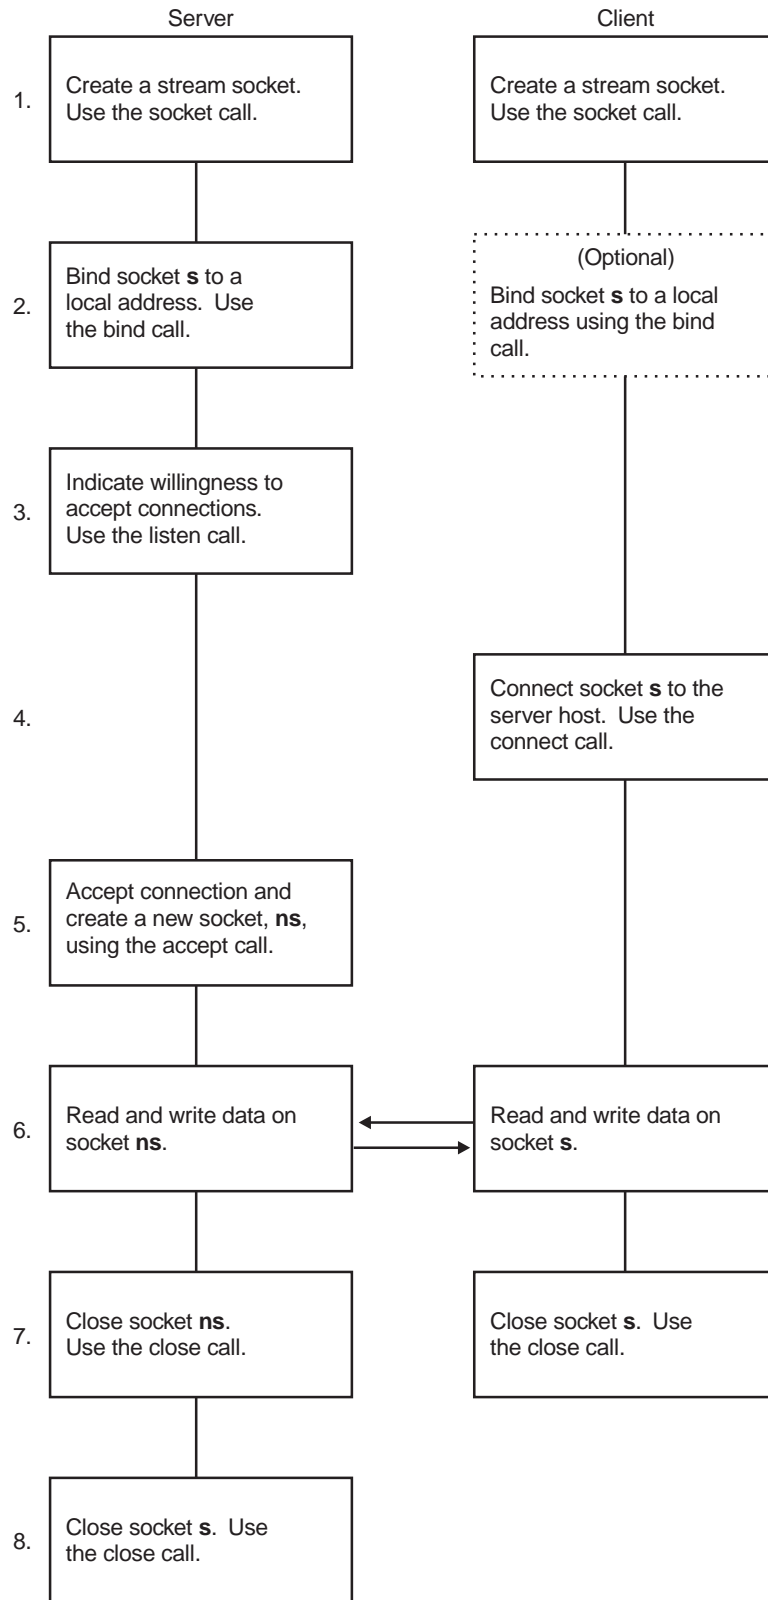 Server
Client
1.
Create a stream socket.
Use the socket call.
Create a stream socket.
Use the socket call.
2.
Bind socket s to a
local address. Use
the bind call.
(Optional)
Bind socket s to a local
address using the bind
call.
3.
Indicate willingness to
accept connections.
Use the listen call.
4.
Connect socket s to the
server host. Use the
connect call.
5.
Accept connection and
create a new socket, ns,
using the accept call.
6.
Read and write data on
socket ns.
Read and write data on
socket s.
7.
Close socket ns.
Use the close call.
Close socket s. Use
the close call.
8.
Close socket s. Use
the close call.